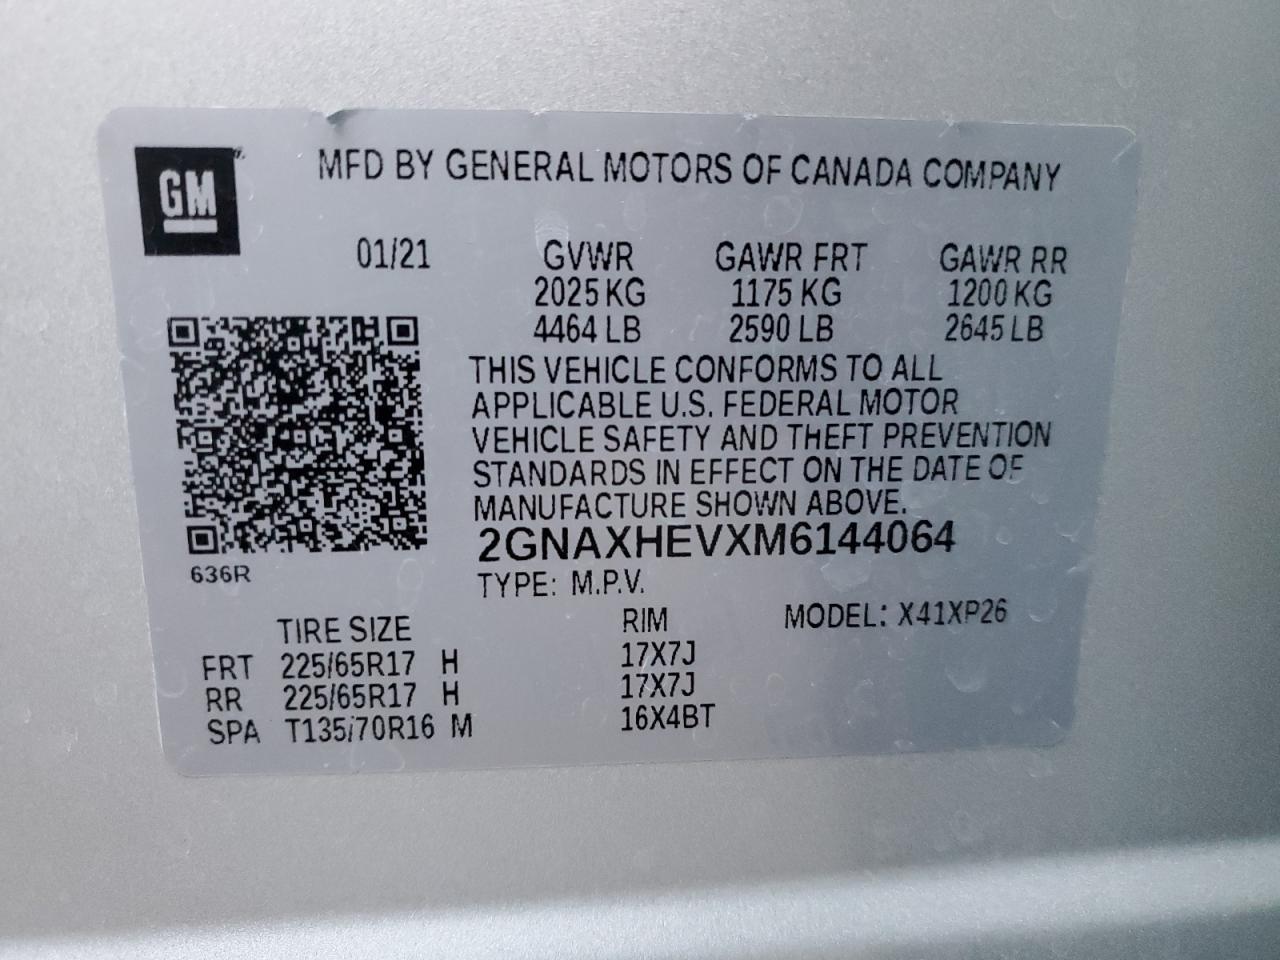 GM
MFD BY GENERAL MOTORS OF CANADA COMPANY
01/21 GVWR GAWR FRT GAWR RR
2025 KG 1175 KG 1200 KG
4464 LB 2590 LB 2645 LB
THIS VEHICLE CONFORMS TO ALL
APPLICABLE U.S. FEDERAL MOTOR
VEHICLE SAFETY AND THEFT PREVENTION
STANDARDS IN EFFECT ON THE DATE OF
MANUFACTURE SHOWN ABOVE.
2GNAXHEVXM6144064
636R
TYPE: M.P.V.
TIRE SIZE RIM MODEL: X41XP26
FRT 225/65R17 H 17X7J
RR 225/65R17 H 17X7J
SPA T135/70R16 M 16X4BT